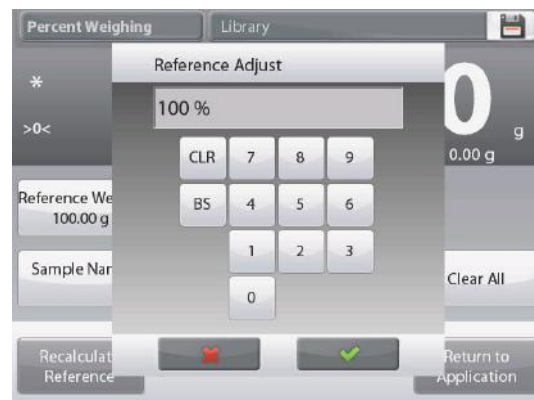 Percent Weighing
Library
Reference Adjust
100 %
*
>0<
0
g
0.00 g
CLR 7 8 9
BS 4 5 6
1 2 3
0
Reference We
100.00 g
Sample Nar
Clear All
Recalculat
Reference
Return to
Application